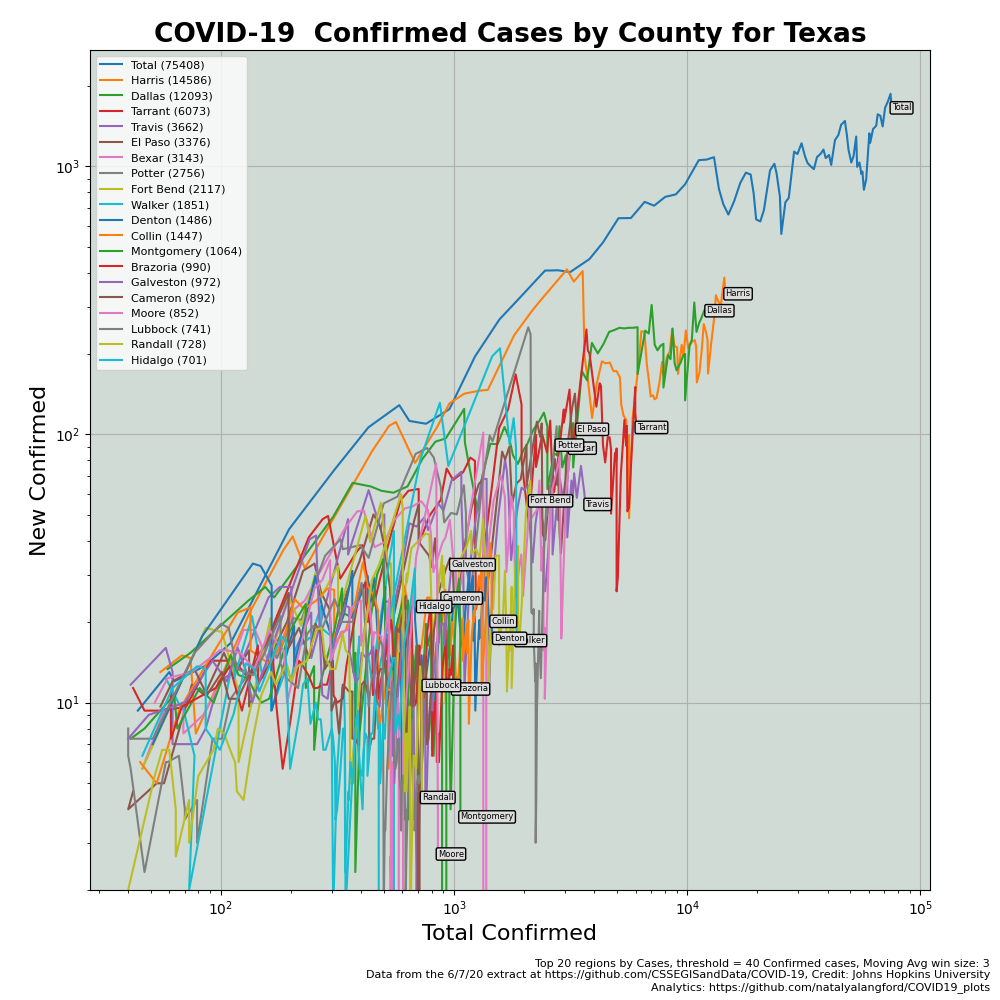 COVID-19  Confirmed Cases by County for Texas
Total (75408)
Harris (14586)
Dallas (12093)
Tarrant (6073)
Travis (3662)
El Paso (3376)
Bexar (3143)
Potter (2756)
Fort Bend (2117)
Walker (1851)
Denton (1486)
Collin (1447)
Montgomery (1064)
Brazoria (990)
Galveston (972)
Cameron (892)
Moore (852)
Lubbock (741)
Randall (728)
Hidalgo (701)
Total
Harris
Dallas
El Paso
Tarrant
Potter
Fort Bend
Travis
Galveston
Cameron
Hidalgo
Collin
Denton
Lubbock
Randall
Montgomery
Moore
New Confirmed
10³
10²
10¹
10² 10³ 10⁴ 10⁵
Total Confirmed
Top 20 regions by Cases, threshold = 40 Confirmed cases, Moving Avg win size: 3
Data from the 6/7/20 extract at https://github.com/CSSEGISandData/COVID-19, Credit: Johns Hopkins University
Analytics: https://github.com/natalyalangford/COVID19_plots